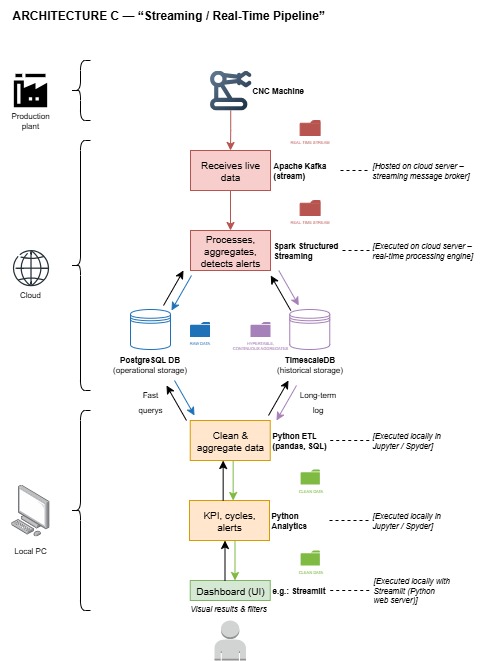 ARCHITECTURE C — “Streaming / Real-Time Pipeline”
Production
plant
CNC Machine
REAL TIME STREAM
Receives live
data
Apache Kafka
(stream)
[Hosted on cloud server –
streaming message broker]
REAL TIME STREAM
Processes,
aggregates,
detects alerts
Spark Structured
Streaming
[Executed on cloud server –
real-time processing engine]
Cloud
RAW DATA
HYPERTABLE,
CONTINUOUS AGGREGATES
PostgreSQL DB
(operational storage)
TimescaleDB
(historical storage)
Fast
querys
Long-term
log
Clean &
aggregate data
Python ETL
(pandas, SQL)
[Executed locally in
Jupyter / Spyder]
CLEAN DATA
Local PC
KPI, cycles,
alerts
Python
Analytics
[Executed locally in
Jupyter / Spyder]
CLEAN DATA
Dashboard (UI)
e.g.: Streamlit
[Executed locally with
Streamlit (Python
web server)]
Visual results & filters